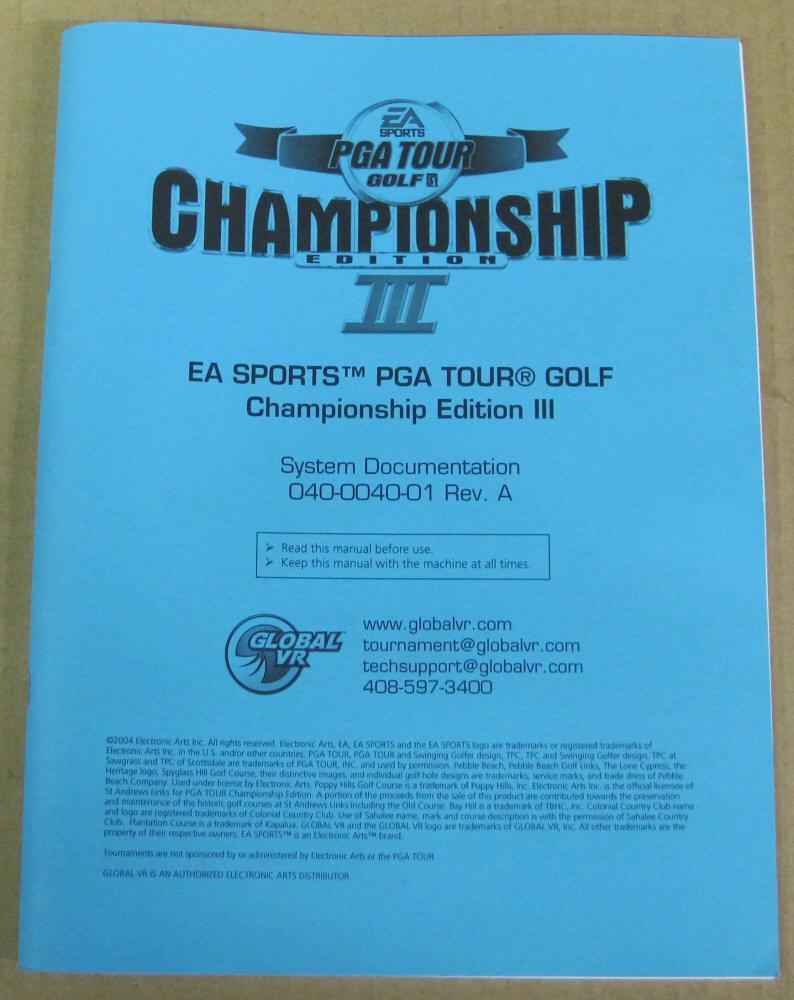 EA
SPORTS
PGA TOUR
GOLF
CHAMPIONSHIP
EDITION
III
EA SPORTS™ PGA TOUR® GOLF
Championship Edition III
System Documentation
040-0040-01 Rev. A
➢ Read this manual before use.
➢ Keep this manual with the machine at all times.
GLOBAL
VR
www.globalvr.com
tournament@globalvr.com
techsupport@globalvr.com
408-597-3400
©2004 Electronic Arts Inc. All rights reserved. Electronic Arts, EA, EA SPORTS and the EA SPORTS logo are trademarks or registered trademarks of
Electronic Arts Inc. in the U.S. and/or other countries. PGA TOUR, PGA TOUR and Swinging Golfer design, TPC, TPC and Swinging Golfer design, TPC at
Sawgrass and TPC of Scottsdale are trademarks of PGA TOUR, INC. and used by permission. Pebble Beach, Pebble Beach Golf Links, The Lone Cypress, the
Heritage logo, Spyglass Hill Golf Course, their distinctive images, and individual golf hole designs are trademarks, service marks, and trade dress of Pebble
Beach Company. Used under license by Electronic Arts. Poppy Hills Golf Course is a trademark of Poppy Hills, Inc. Electronic Arts Inc. is the official licensee of
St Andrews Links for PGA TOUR Championship Edition. A portion of the proceeds from the sale of this product are contributed towards the preservation
and maintenance of the historic golf courses at St Andrews Links including the Old Course. Bay Hill is a trademark of TBHC, Inc. Colonial Country Club name
and logo are registered trademarks of Colonial Country Club. Use of Sahalee name, mark and course description is with the permission of Sahalee Country
Club. Plantation Course is a trademark of Kapalua. GLOBAL VR and the GLOBAL VR logo are trademarks of GLOBAL VR, Inc. All other trademarks are the
property of their respective owners. EA SPORTS™ is an Electronic Arts™ brand.
Tournaments are not sponsored by or administered by Electronic Arts or the PGA TOUR.
GLOBAL VR IS AN AUTHORIZED ELECTRONIC ARTS DISTRIBUTOR